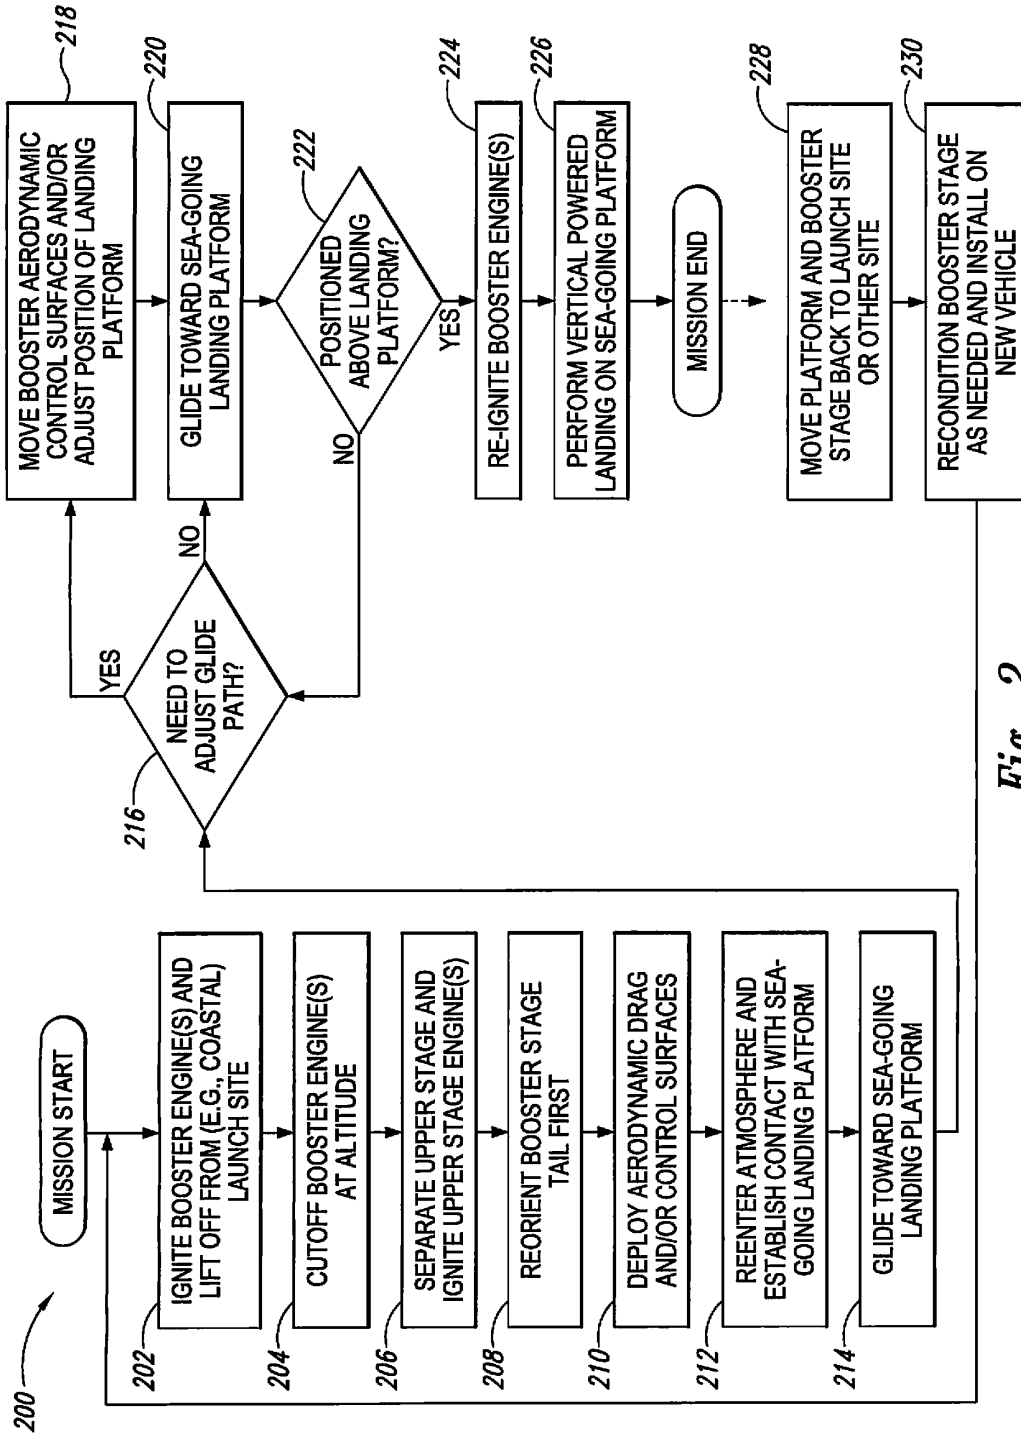 200
MISSION START
202
IGNITE BOOSTER ENGINE(S) AND
LIFT OFF FROM (E.G., COASTAL)
LAUNCH SITE
204
CUTOFF BOOSTER ENGINE(S)
AT ALTITUDE
206
SEPARATE UPPER STAGE AND
IGNITE UPPER STAGE ENGINE(S)
208
REORIENT BOOSTER STAGE
TAIL FIRST
210
DEPLOY AERODYNAMIC DRAG
AND/OR CONTROL SURFACES
212
REENTER ATMOSPHERE AND
ESTABLISH CONTACT WITH SEA-
GOING LANDING PLATFORM
214
GLIDE TOWARD SEA-GOING
LANDING PLATFORM
216
NEED TO
ADJUST GLIDE
PATH?
YES
NO
218
MOVE BOOSTER AERODYNAMIC
CONTROL SURFACES AND/OR
ADJUST POSITION OF LANDING
PLATFORM
220
GLIDE TOWARD SEA-GOING
LANDING PLATFORM
222
POSITIONED
ABOVE LANDING
PLATFORM?
NO
YES
224
RE-IGNITE BOOSTER ENGINE(S)
226
PERFORM VERTICAL POWERED
LANDING ON SEA-GOING PLATFORM
MISSION END
228
MOVE PLATFORM AND BOOSTER
STAGE BACK TO LAUNCH SITE
OR OTHER SITE
230
RECONDITION BOOSTER STAGE
AS NEEDED AND INSTALL ON
NEW VEHICLE
Fig. 2